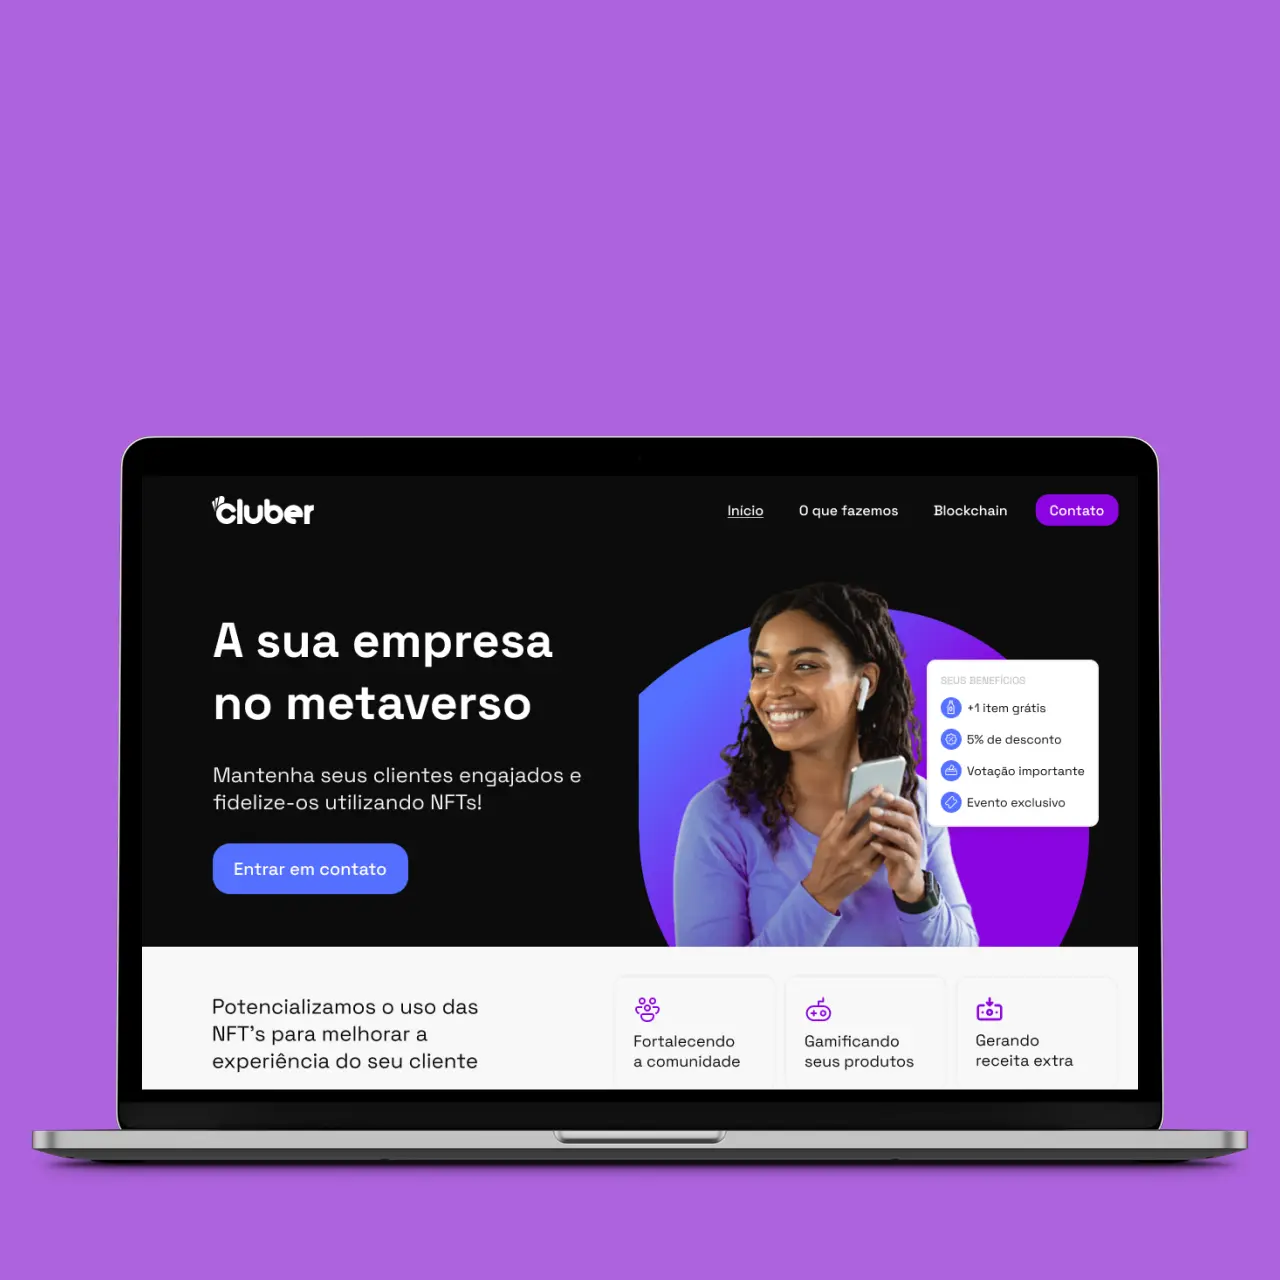 cluber
Início
O que fazemos
Blockchain
Contato
A sua empresa
no metaverso
Mantenha seus clientes engajados e
fidelize-os utilizando NFTs!
Entrar em contato
SEUS BENEFÍCIOS
+1 item grátis
5% de desconto
Votação importante
Evento exclusivo
Potencializamos o uso das
NFT's para melhorar a
experiência do seu cliente
Fortalecendo
a comunidade
Gamificando
seus produtos
Gerando
receita extra